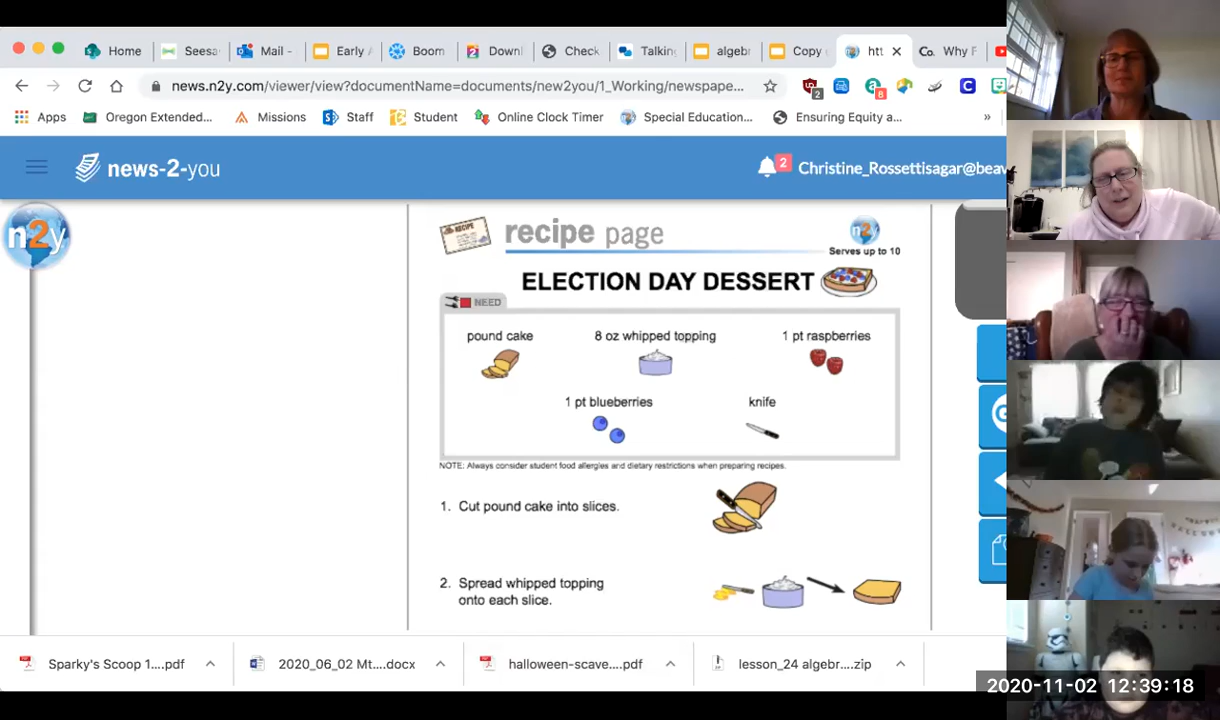 Home
Seesa
Mail -
Early A
Boom
Downl
Check
Talkin
algebr
Copy
htt
Co. Why F
news.n2y.com/viewer/view?documentName=documents/new2you/1_Working/newspape...
2
8
Apps
Oregon Extended...
Missions
Staff
Student
Online Clock Timer
Special Education...
Ensuring Equity a...
»
news-2-you
2
Christine_Rossettisagar@beav
n2y
RECIPE
recipe page
n2y
Serves up to 10
ELECTION DAY DESSERT
NEED
pound cake
8 oz whipped topping
1 pt raspberries
1 pt blueberries
knife
NOTE: Always consider student food allergies and dietary restrictions when preparing recipes.
1. Cut pound cake into slices.
2. Spread whipped topping
onto each slice.
Sparky's Scoop 1....pdf
2020_06_02 Mt....docx
halloween-scave....pdf
lesson_24 algebr....zip
2020-11-02 12:39:18